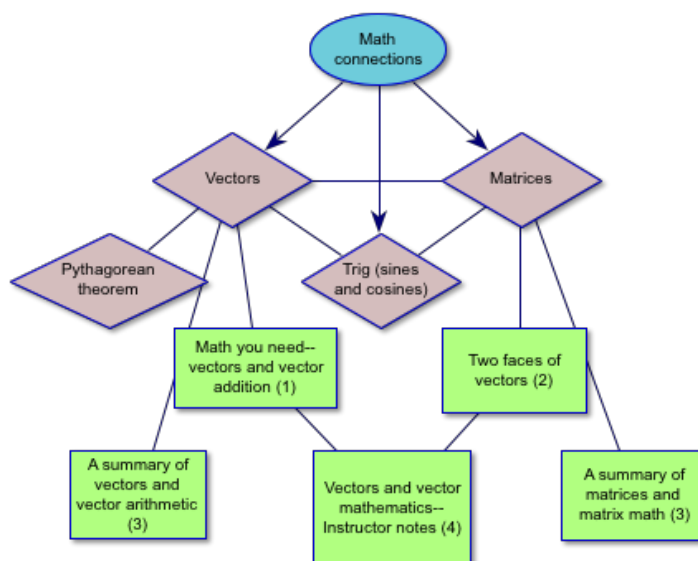 Math
connections
Vectors
Matrices
Pythagorean
theorem
Trig (sines
and cosines)
Math you need--
vectors and vector
addition (1)
Two faces of
vectors (2)
A summary of
vectors and
vector arithmetic
(3)
Vectors and vector
mathematics--
Instructor notes (4)
A summary of
matrices and
matrix math (3)